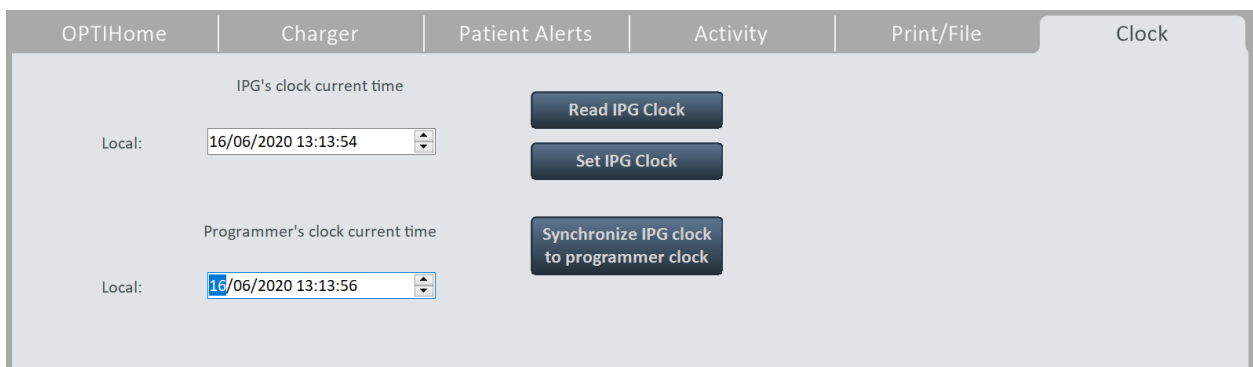 OPTIHome Charger Patient Alerts Activity Print/File Clock
IPG's clock current time
Local: 16/06/2020 13:13:54
Read IPG Clock
Set IPG Clock
Programmer's clock current time
Local: 16/06/2020 13:13:56
Synchronize IPG clock
to programmer clock